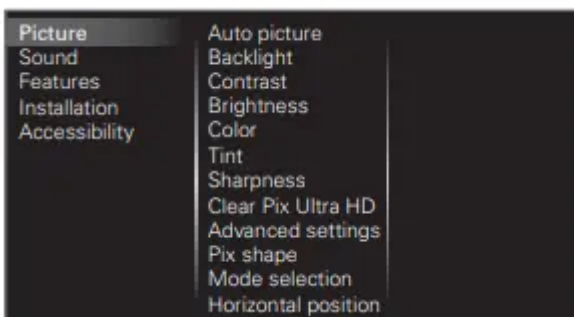 Picture
Sound
Features
Installation
Accessibility
Auto picture
Backlight
Contrast
Brightness
Color
Tint
Sharpness
Clear Pix Ultra HD
Advanced settings
Pix shape
Mode selection
Horizontal position